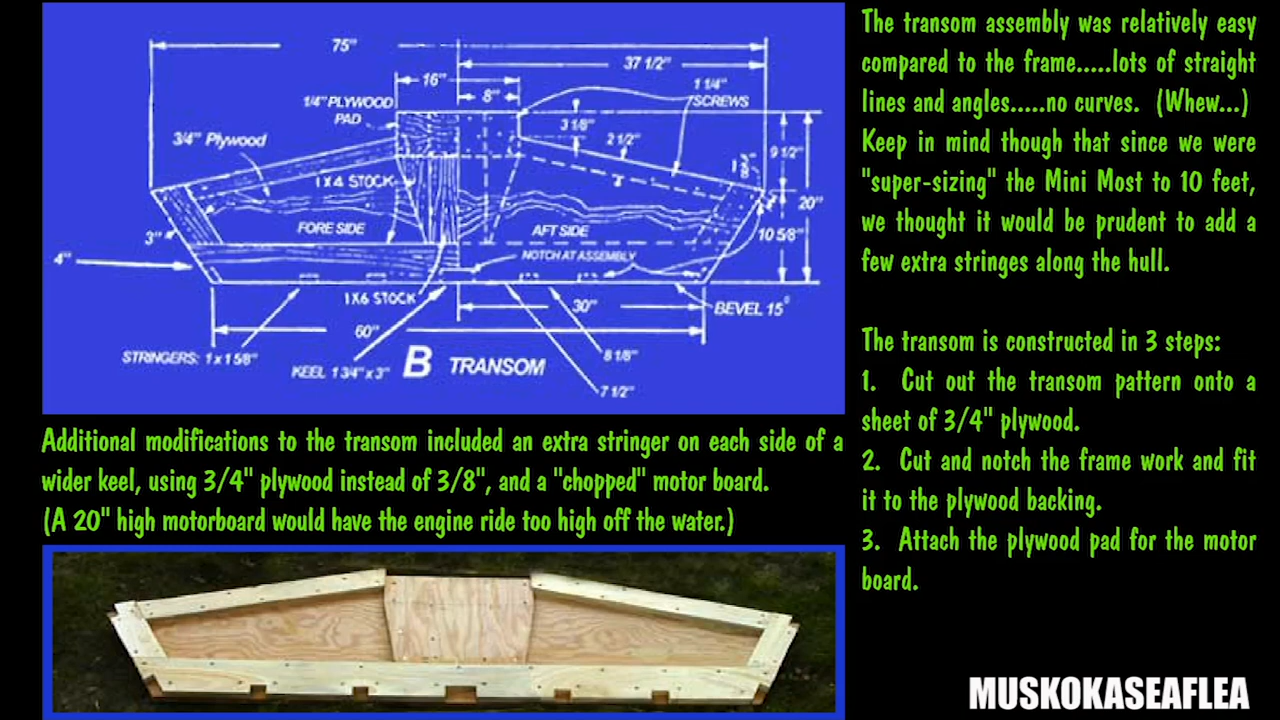 75"
37 1/2"
16"
8"
1 1/4"
SCREWS
1/4" PLYWOOD
PAD
3 1/8"
2 1/2"
9 1/2"
3/4" Plywood
1 X 4 STOCK
20"
3"
FORE SIDE
AFT SIDE
10 5/8"
4"
NOTCH AT ASSEMBLY
1X6 STOCK
30"
BEVEL 15°
60"
STRINGERS: 1 x 1 5/8"
KEEL 1 3/4" x 3"
B TRANSOM
8 1/8"
7 1/2"
Additional modifications to the transom included an extra stringer on each side of a
wider keel, using 3/4" plywood instead of 3/8", and a "chopped" motor board.
(A 20" high motorboard would have the engine ride too high off the water.)
The transom assembly was relatively easy
compared to the frame.....lots of straight
lines and angles.....no curves. (Whew...)
Keep in mind though that since we were
"super-sizing" the Mini Most to 10 feet,
we thought it would be prudent to add a
few extra stringes along the hull.
The transom is constructed in 3 steps:
1. Cut out the transom pattern onto a
sheet of 3/4" plywood.
2. Cut and notch the frame work and fit
it to the plywood backing.
3. Attach the plywood pad for the motor
board.
MUSKOKASEAFLEA